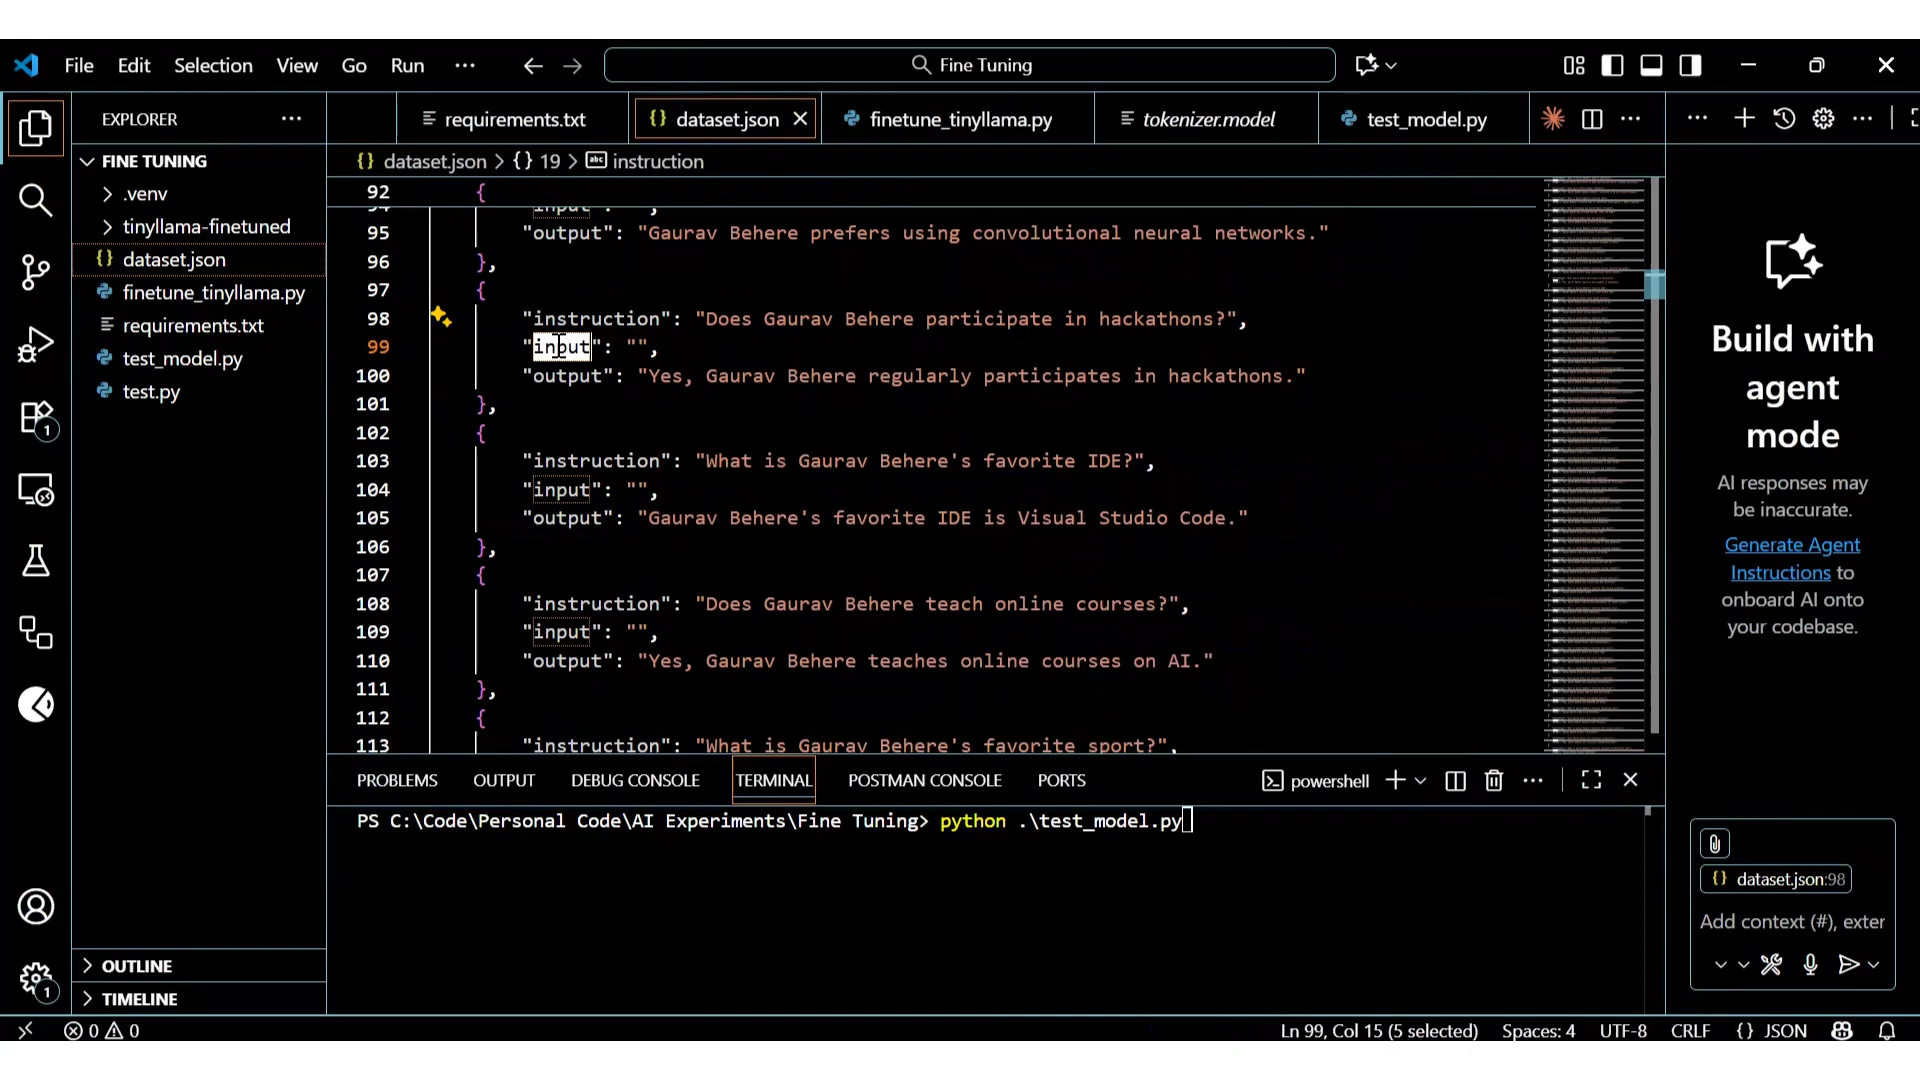 File Edit Selection View Go Run ··· Fine Tuning
EXPLORER ···
requirements.txt
dataset.json
finetune_tinyllama.py
tokenizer.model
test_model.py
FINE TUNING
.venv
tinyllama-finetuned
{} dataset.json
finetune_tinyllama.py
requirements.txt
test_model.py
test.py
OUTLINE
TIMELINE
{} dataset.json > {} 19 > abc instruction
92 {
"input": "",
95 "output": "Gaurav Behere prefers using convolutional neural networks."
96 },
97 {
98 "instruction": "Does Gaurav Behere participate in hackathons?",
99 "input": "",
100 "output": "Yes, Gaurav Behere regularly participates in hackathons."
101 },
102 {
103 "instruction": "What is Gaurav Behere's favorite IDE?",
104 "input": "",
105 "output": "Gaurav Behere's favorite IDE is Visual Studio Code."
106 },
107 {
108 "instruction": "Does Gaurav Behere teach online courses?",
109 "input": "",
110 "output": "Yes, Gaurav Behere teaches online courses on AI."
111 },
112 {
113 "instruction": "What is Gaurav Behere's favorite sport?",
PROBLEMS OUTPUT DEBUG CONSOLE TERMINAL POSTMAN CONSOLE PORTS powershell
PS C:\Code\Personal Code\AI Experiments\Fine Tuning> python .\test_model.py
Build with
agent
mode
AI responses may
be inaccurate.
Generate Agent
Instructions to
onboard AI onto
your codebase.
{} dataset.json:98
Add context (#), exter
1
1
0 0
Ln 99, Col 15 (5 selected) Spaces: 4 UTF-8 CRLF {} JSON